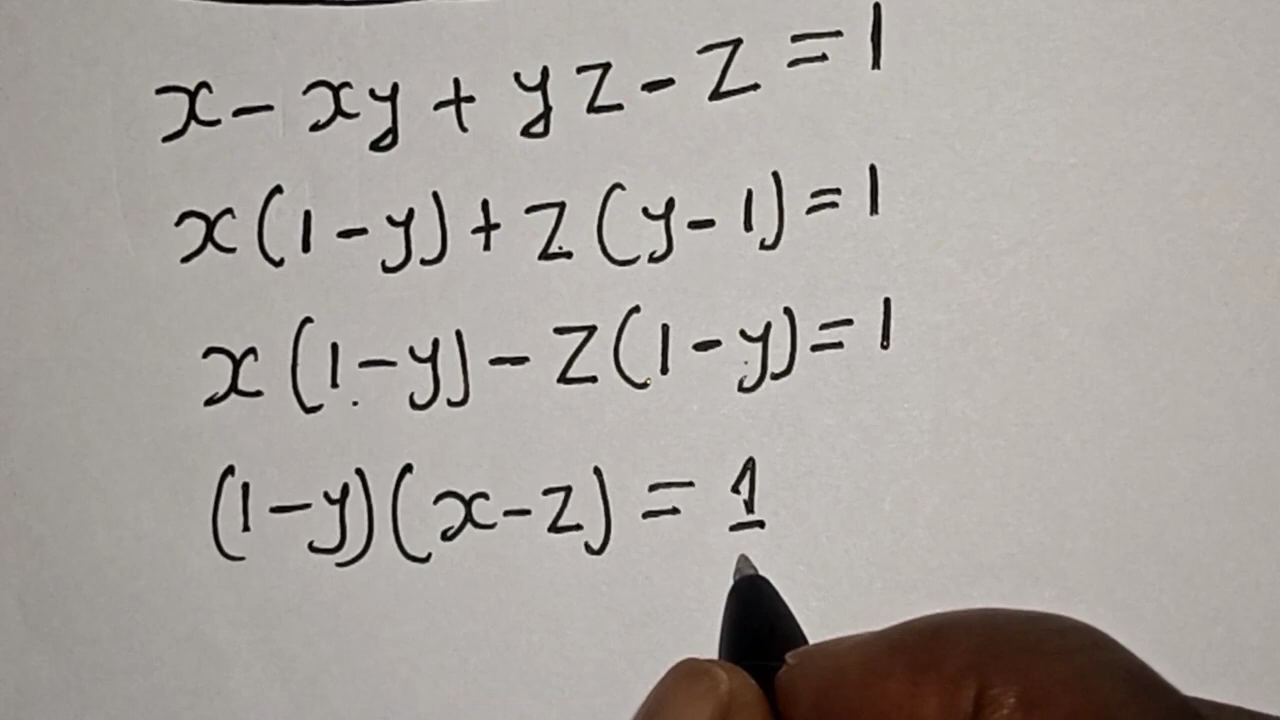 x - xy + yz - z = 1
x(1-y) + z(y-1) = 1
x(1-y) - z(1-y) = 1
(1-y)(x-z) = 1